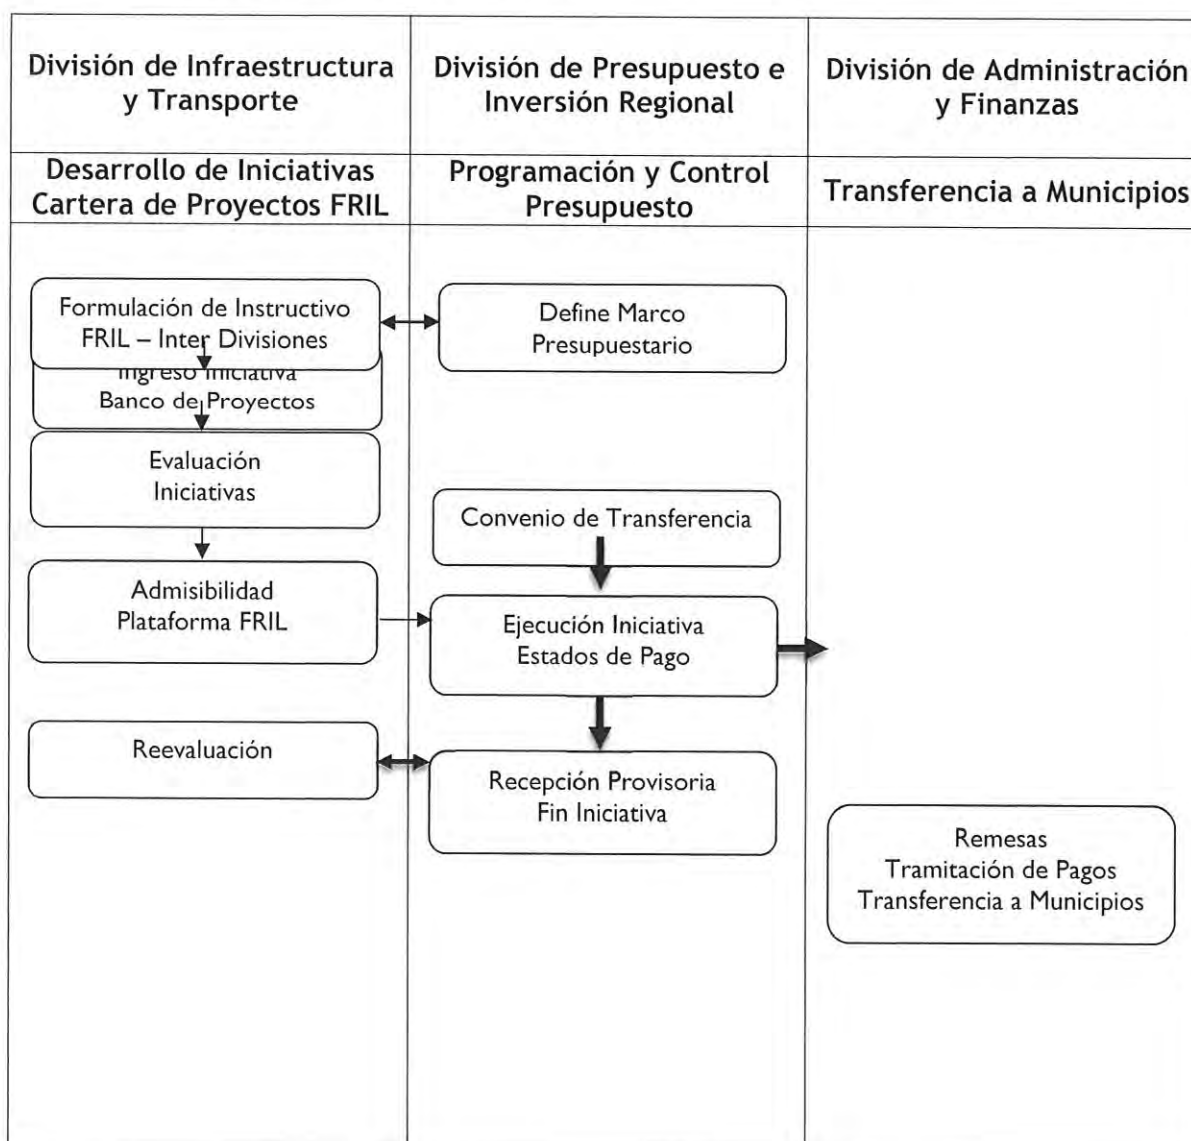 División de Infraestructura
y Transporte
División de Presupuesto e
Inversión Regional
División de Administración
y Finanzas
Desarrollo de Iniciativas
Cartera de Proyectos FRIL
Programación y Control
Presupuesto
Transferencia a Municipios
Formulación de Instructivo
FRIL – Inter Divisiones
Define Marco
Presupuestario
Ingreso Iniciativa
Banco de Proyectos
Evaluación
Iniciativas
Convenio de Transferencia
Admisibilidad
Plataforma FRIL
Ejecución Iniciativa
Estados de Pago
Reevaluación
Recepción Provisoria
Fin Iniciativa
Remesas
Tramitación de Pagos
Transferencia a Municipios